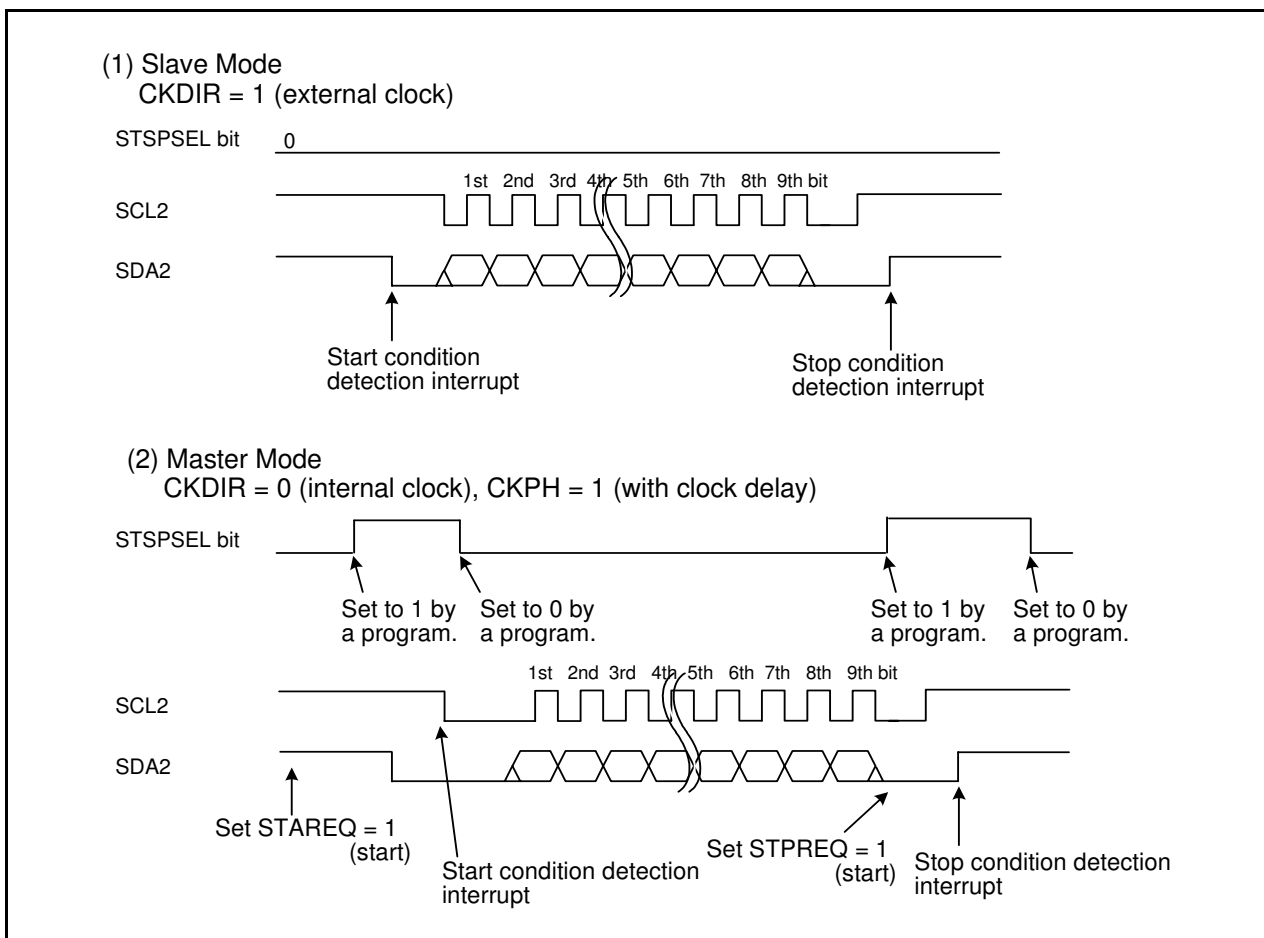 (1) Slave Mode
CKDIR = 1 (external clock)
STSPSEL bit
0
1st 2nd 3rd 4th 5th 6th 7th 8th 9th bit
SCL2
SDA2
Start condition
detection interrupt
Stop condition
detection interrupt
(2) Master Mode
CKDIR = 0 (internal clock), CKPH = 1 (with clock delay)
STSPSEL bit
Set to 1 by
a program.
Set to 0 by
a program.
Set to 1 by
a program.
Set to 0 by
a program.
1st 2nd 3rd 4th 5th 6th 7th 8th 9th bit
SCL2
SDA2
Set STAREQ = 1
(start)
Start condition detection
interrupt
Set STPREQ = 1
(start)
Stop condition detection
interrupt